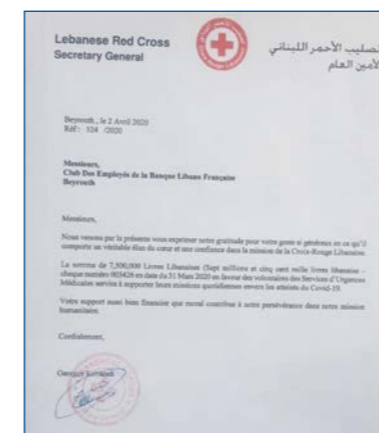 Lebanese Red Cross
Secretary General
الصليب الأحمر اللبناني
الأمين العام
Beyrouth, le 2 Avril 2020
Réf : 324 /2020
Messieurs,
Club Des Employés de la Banque Libano Française
Beyrouth
Messieurs,
Nous venons par la présente vous exprimer notre gratitude pour votre geste si généreux en ce qu'il
comporte un véritable élan du cœur et une confiance dans la mission de la Croix-Rouge Libanaise.
La somme de 7,500,000 Livres Libanaises (Sept millions et cinq cent mille livres libanaise -
cheque numéro 003426 en date du 31 Mars 2020 en faveur des volontaires des Services d'Urgences
Médicales servira à supporter leurs missions quotidiennes envers les atteints du Covid-19.
Votre support aussi bien financier que moral contribue à notre persévérance dans notre mission
humanitaire.
Cordialement,